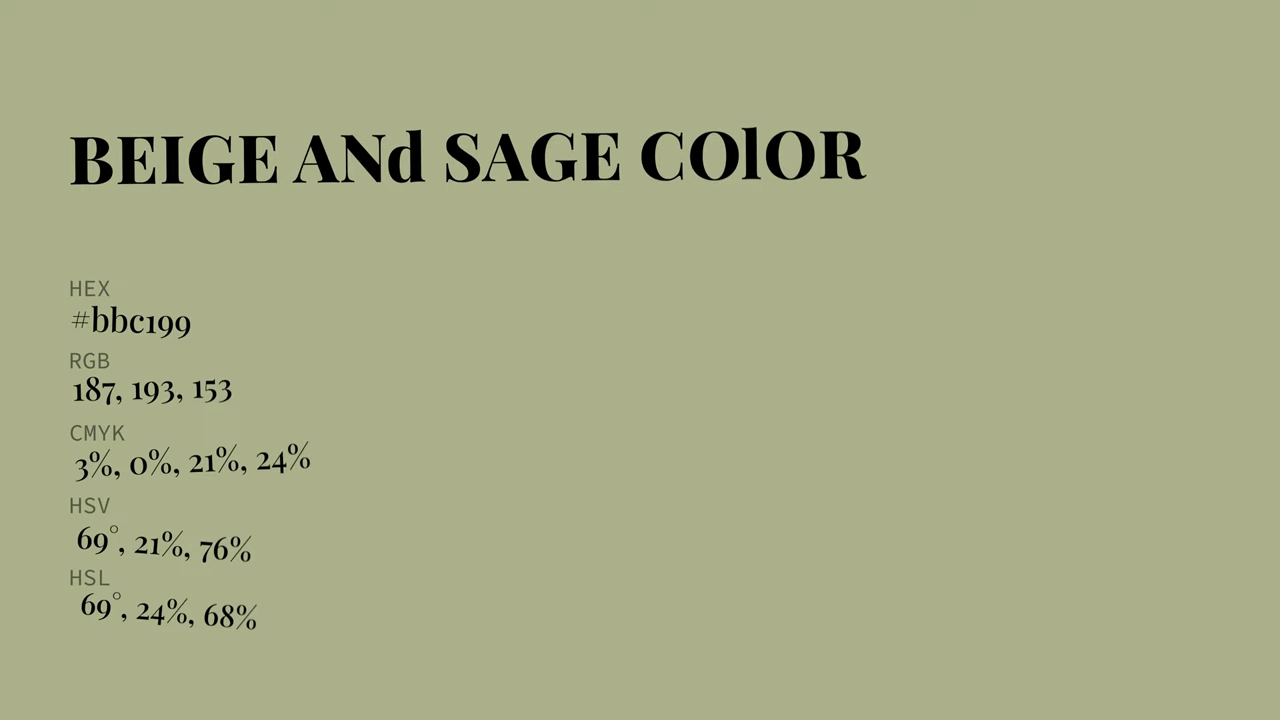 BEIGE ANd SAGE COlOR
HEX
#bbc199
RGB
187, 193, 153
CMYK
3%, 0%, 21%, 24%
HSV
69°, 21%, 76%
HSL
69°, 24%, 68%